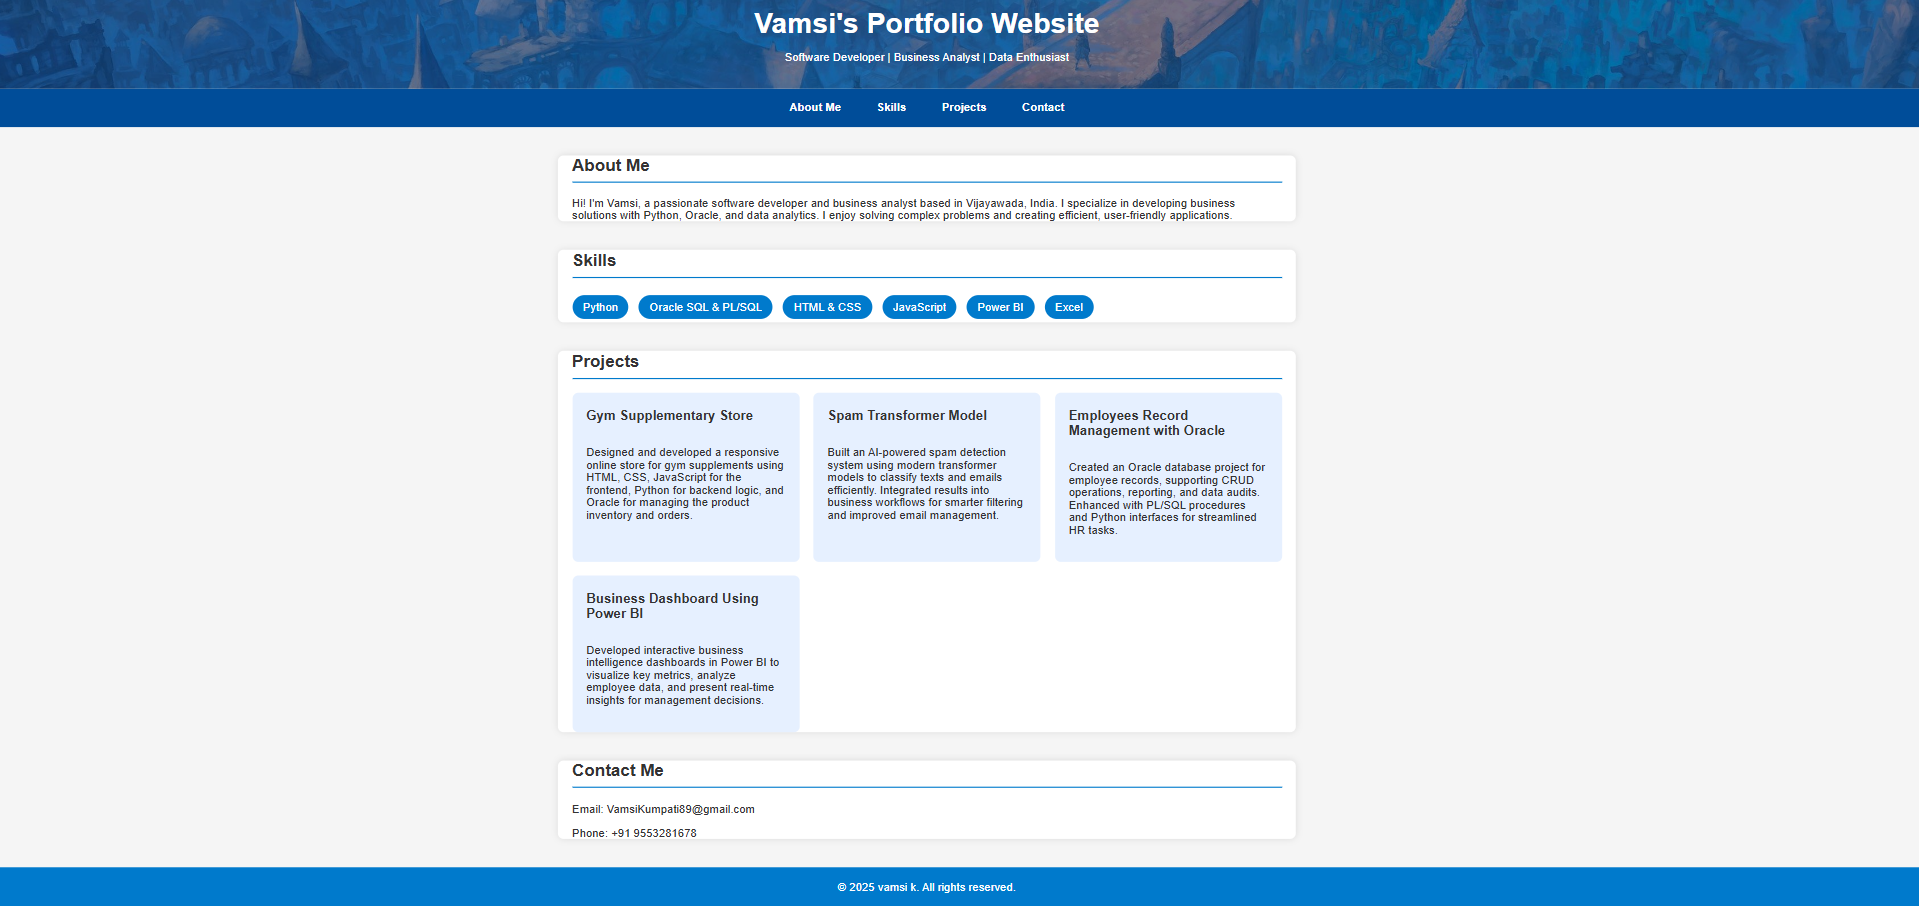 Vamsi's Portfolio Website
Software Developer | Business Analyst | Data Enthusiast
About Me Skills Projects Contact
About Me
Hi! I'm Vamsi, a passionate software developer and business analyst based in Vijayawada, India. I specialize in developing business
solutions with Python, Oracle, and data analytics. I enjoy solving complex problems and creating efficient, user-friendly applications.
Skills
Python Oracle SQL & PL/SQL HTML & CSS JavaScript Power BI Excel
Projects
Gym Supplementary Store
Designed and developed a responsive
online store for gym supplements using
HTML, CSS, JavaScript for the
frontend, Python for backend logic, and
Oracle for managing the product
inventory and orders.
Spam Transformer Model
Built an AI-powered spam detection
system using modern transformer
models to classify texts and emails
efficiently. Integrated results into
business workflows for smarter filtering
and improved email management.
Employees Record
Management with Oracle
Created an Oracle database project for
employee records, supporting CRUD
operations, reporting, and data audits.
Enhanced with PL/SQL procedures
and Python interfaces for streamlined
HR tasks.
Business Dashboard Using
Power BI
Developed interactive business
intelligence dashboards in Power BI to
visualize key metrics, analyze
employee data, and present real-time
insights for management decisions.
Contact Me
Email: VamsiKumpati89@gmail.com
Phone: +91 9553281678
© 2025 vamsi k. All rights reserved.